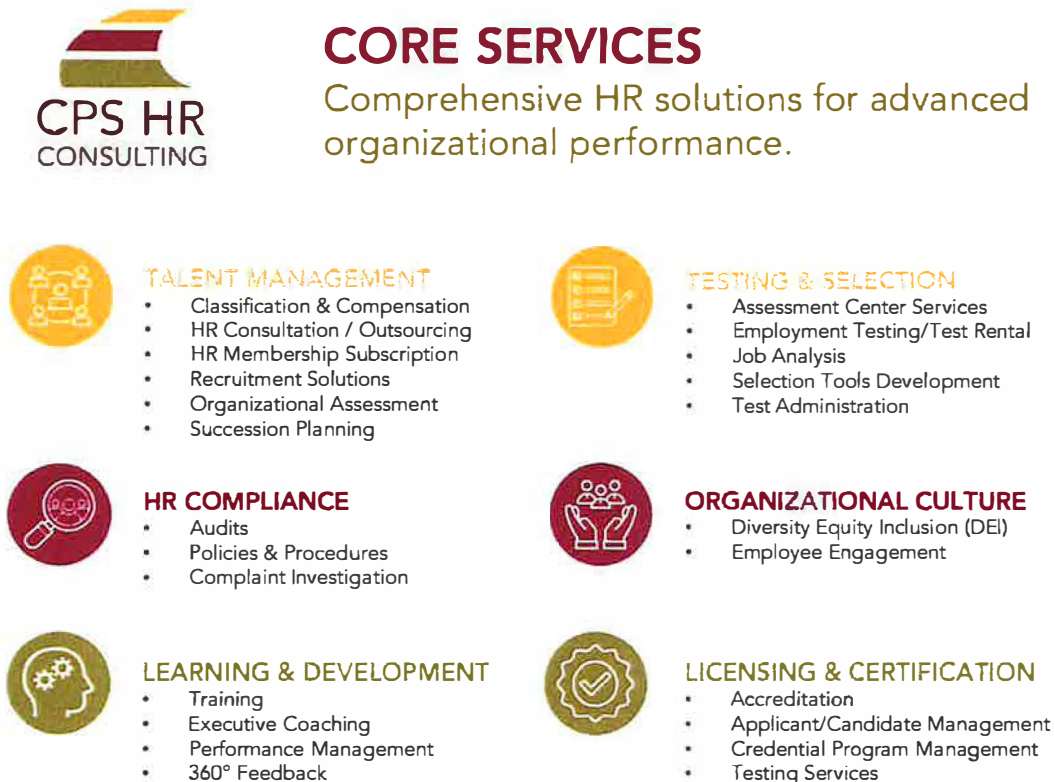 CPS HR
CONSULTING
CORE SERVICES
Comprehensive HR solutions for advanced
organizational performance.
TALENT MANAGEMENT
• Classification & Compensation
• HR Consultation / Outsourcing
• HR Membership Subscription
• Recruitment Solutions
• Organizational Assessment
• Succession Planning
TESTING & SELECTION
• Assessment Center Services
• Employment Testing/Test Rental
• Job Analysis
• Selection Tools Development
• Test Administration
HR COMPLIANCE
• Audits
• Policies & Procedures
• Complaint Investigation
ORGANIZATIONAL CULTURE
• Diversity Equity Inclusion (DEI)
• Employee Engagement
LEARNING & DEVELOPMENT
• Training
• Executive Coaching
• Performance Management
• 360° Feedback
LICENSING & CERTIFICATION
• Accreditation
• Applicant/Candidate Management
• Credential Program Management
• Testing Services